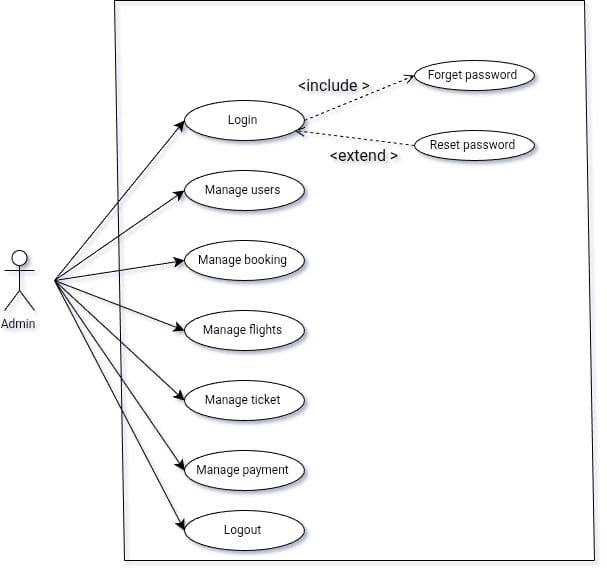 Forget password
<include >
Login
Reset password
<extend >
Manage users
Manage booking
Admin
Manage flights
Manage ticket
Manage payment
Logout